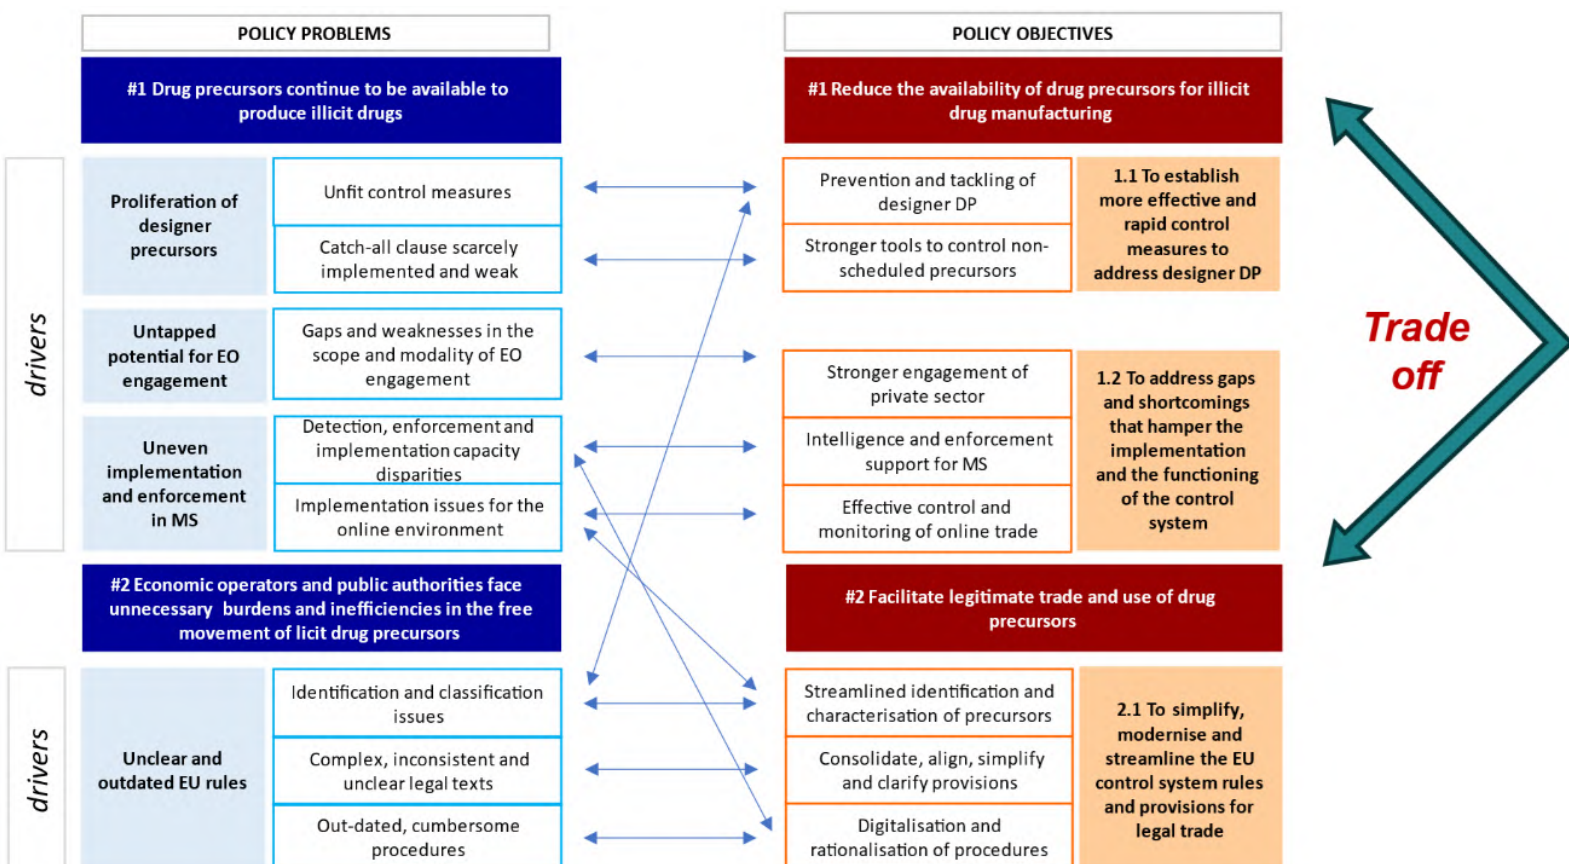 POLICY PROBLEMS
#1 Drug precursors continue to be available to
produce illicit drugs
drivers
Proliferation of
designer
precursors
Unfit control measures
Catch-all clause scarcely
implemented and weak
Untapped
potential for EO
engagement
Gaps and weaknesses in the
scope and modality of EO
engagement
Uneven
implementation
and enforcement
in MS
Detection, enforcement and
implementation capacity
disparities
Implementation issues for the
online environment
#2 Economic operators and public authorities face
unnecessary burdens and inefficiencies in the free
movement of licit drug precursors
drivers
Unclear and
outdated EU rules
Identification and classification
issues
Complex, inconsistent and
unclear legal texts
Out-dated, cumbersome
procedures
POLICY OBJECTIVES
#1 Reduce the availability of drug precursors for illicit
drug manufacturing
Prevention and tackling of
designer DP
Stronger tools to control non-
scheduled precursors
1.1 To establish
more effective and
rapid control
measures to
address designer DP
Stronger engagement of
private sector
Intelligence and enforcement
support for MS
Effective control and
monitoring of online trade
1.2 To address gaps
and shortcomings
that hamper the
implementation
and the functioning
of the control
system
#2 Facilitate legitimate trade and use of drug
precursors
Streamlined identification and
characterisation of precursors
Consolidate, align, simplify
and clarify provisions
Digitalisation and
rationalisation of procedures
2.1 To simplify,
modernise and
streamline the EU
control system rules
and provisions for
legal trade
Trade
off